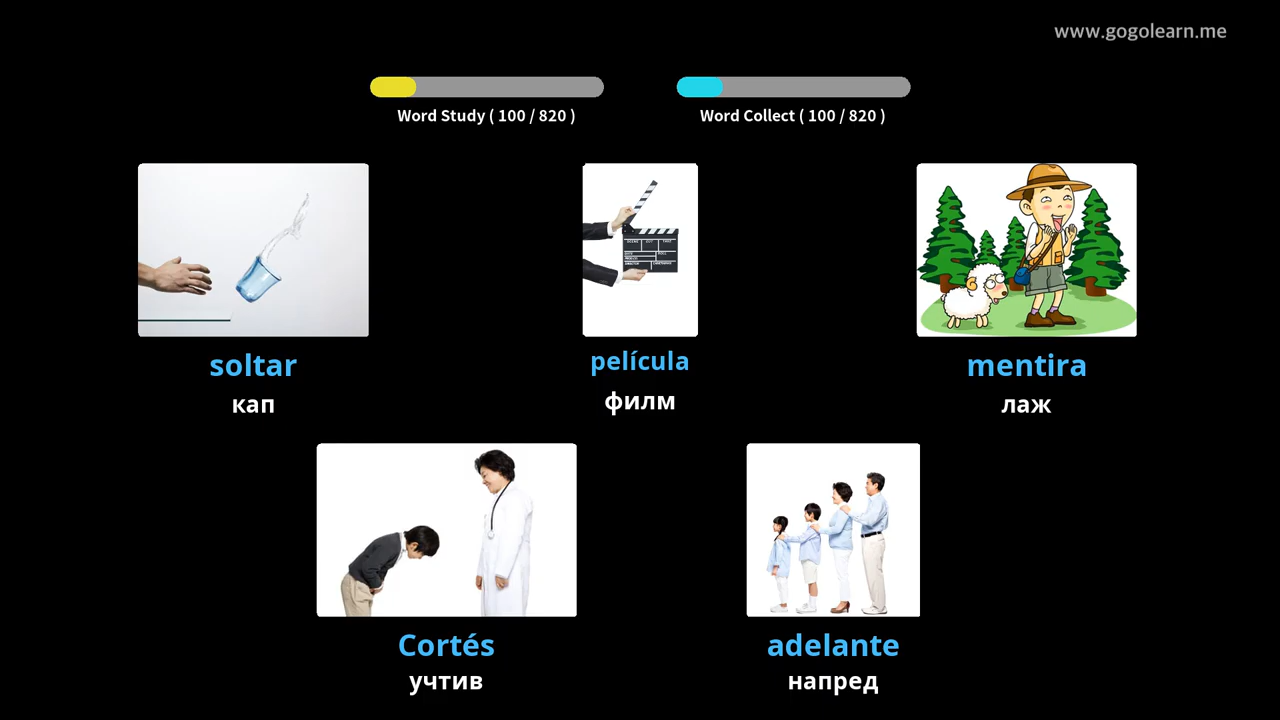 www.gogolearn.me
Word Study ( 100 / 820 )
Word Collect ( 100 / 820 )
soltar
кап
película
филм
mentira
лаж
Cortés
учтив
adelante
напред